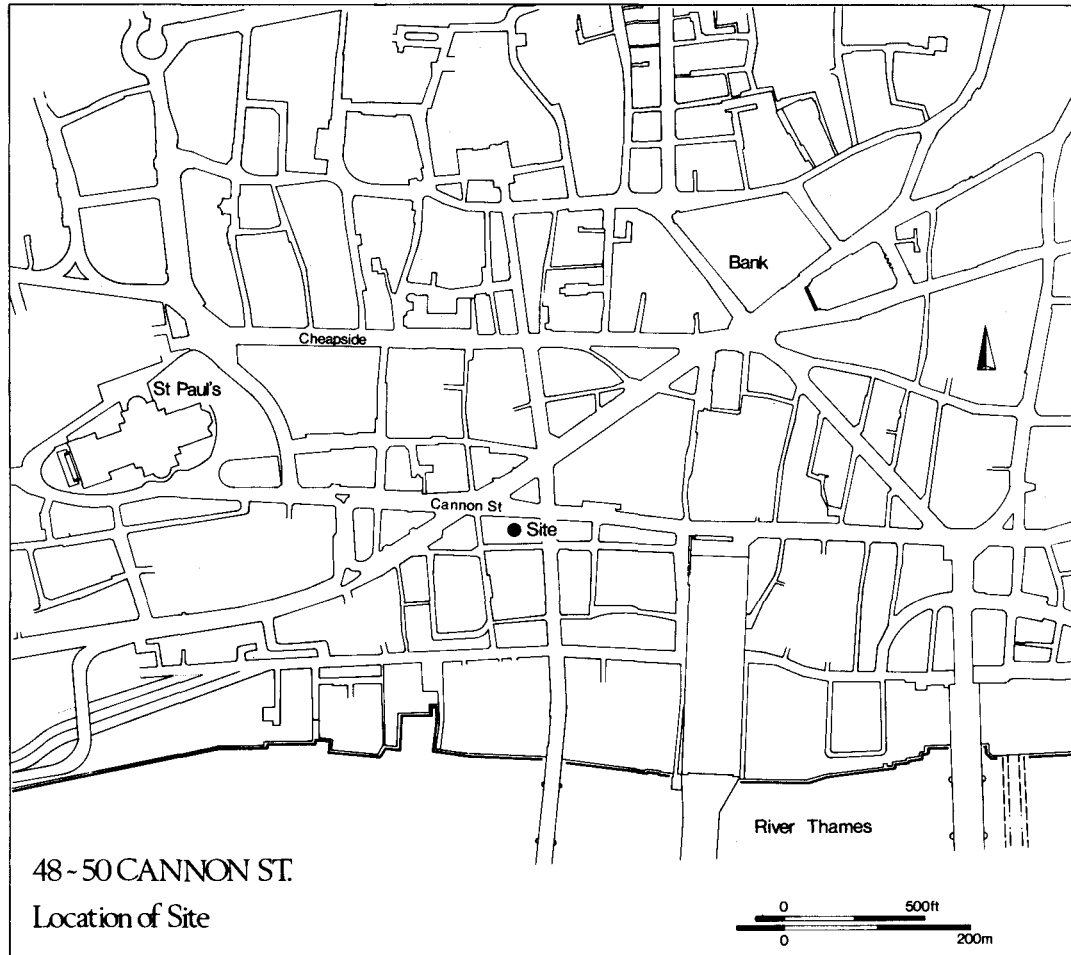 Bank
Cheapside
St Paul's
Cannon St
Site
River Thames
48-50 CANNON ST.
Location of Site
0 500ft
0 200m